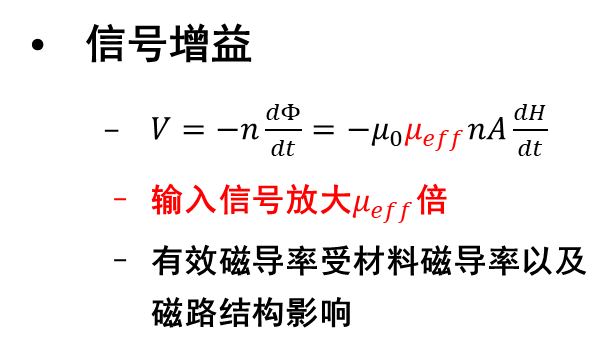 • 信号增益
– V = −n dΦ/dt = −μ₀μ_eff nA dH/dt
– 输入信号放大μ_eff倍
– 有效磁导率受材料磁导率以及
磁路结构影响